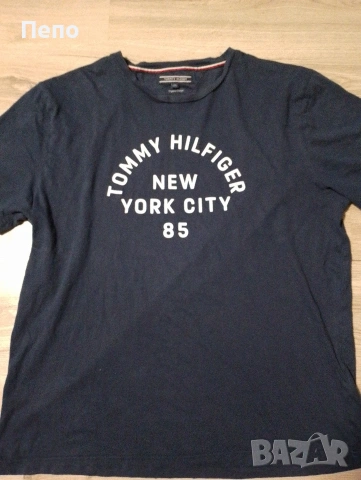 Пепо
TOMMY HILFIGER
NEW
YORK CITY
85
BAZAR